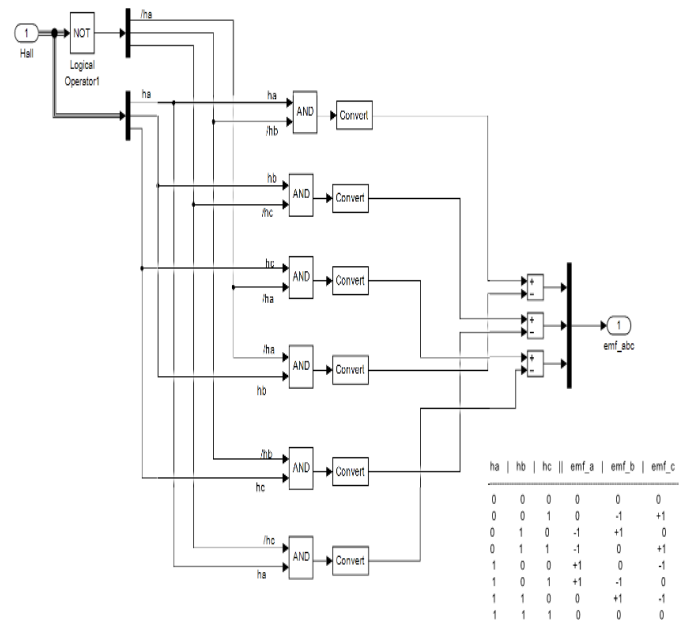 /ha
1
NOT
Hall
Logical
Operator1
ha
ha
/hb
AND
Convert
hb
/hc
AND
Convert
hc
/ha
AND
Convert
+
−
+
−
+
−
1
emf_abc
/ha
hb
AND
Convert
/hb
hc
AND
Convert
/hc
ha
AND
Convert
ha | hb | hc || emf_a | emf_b | emf_c
0 0 0 0 0 0
0 0 1 0 -1 +1
0 1 0 -1 +1 0
0 1 1 -1 0 +1
1 0 0 +1 0 -1
1 0 1 +1 -1 0
1 1 0 0 +1 -1
1 1 1 0 0 0